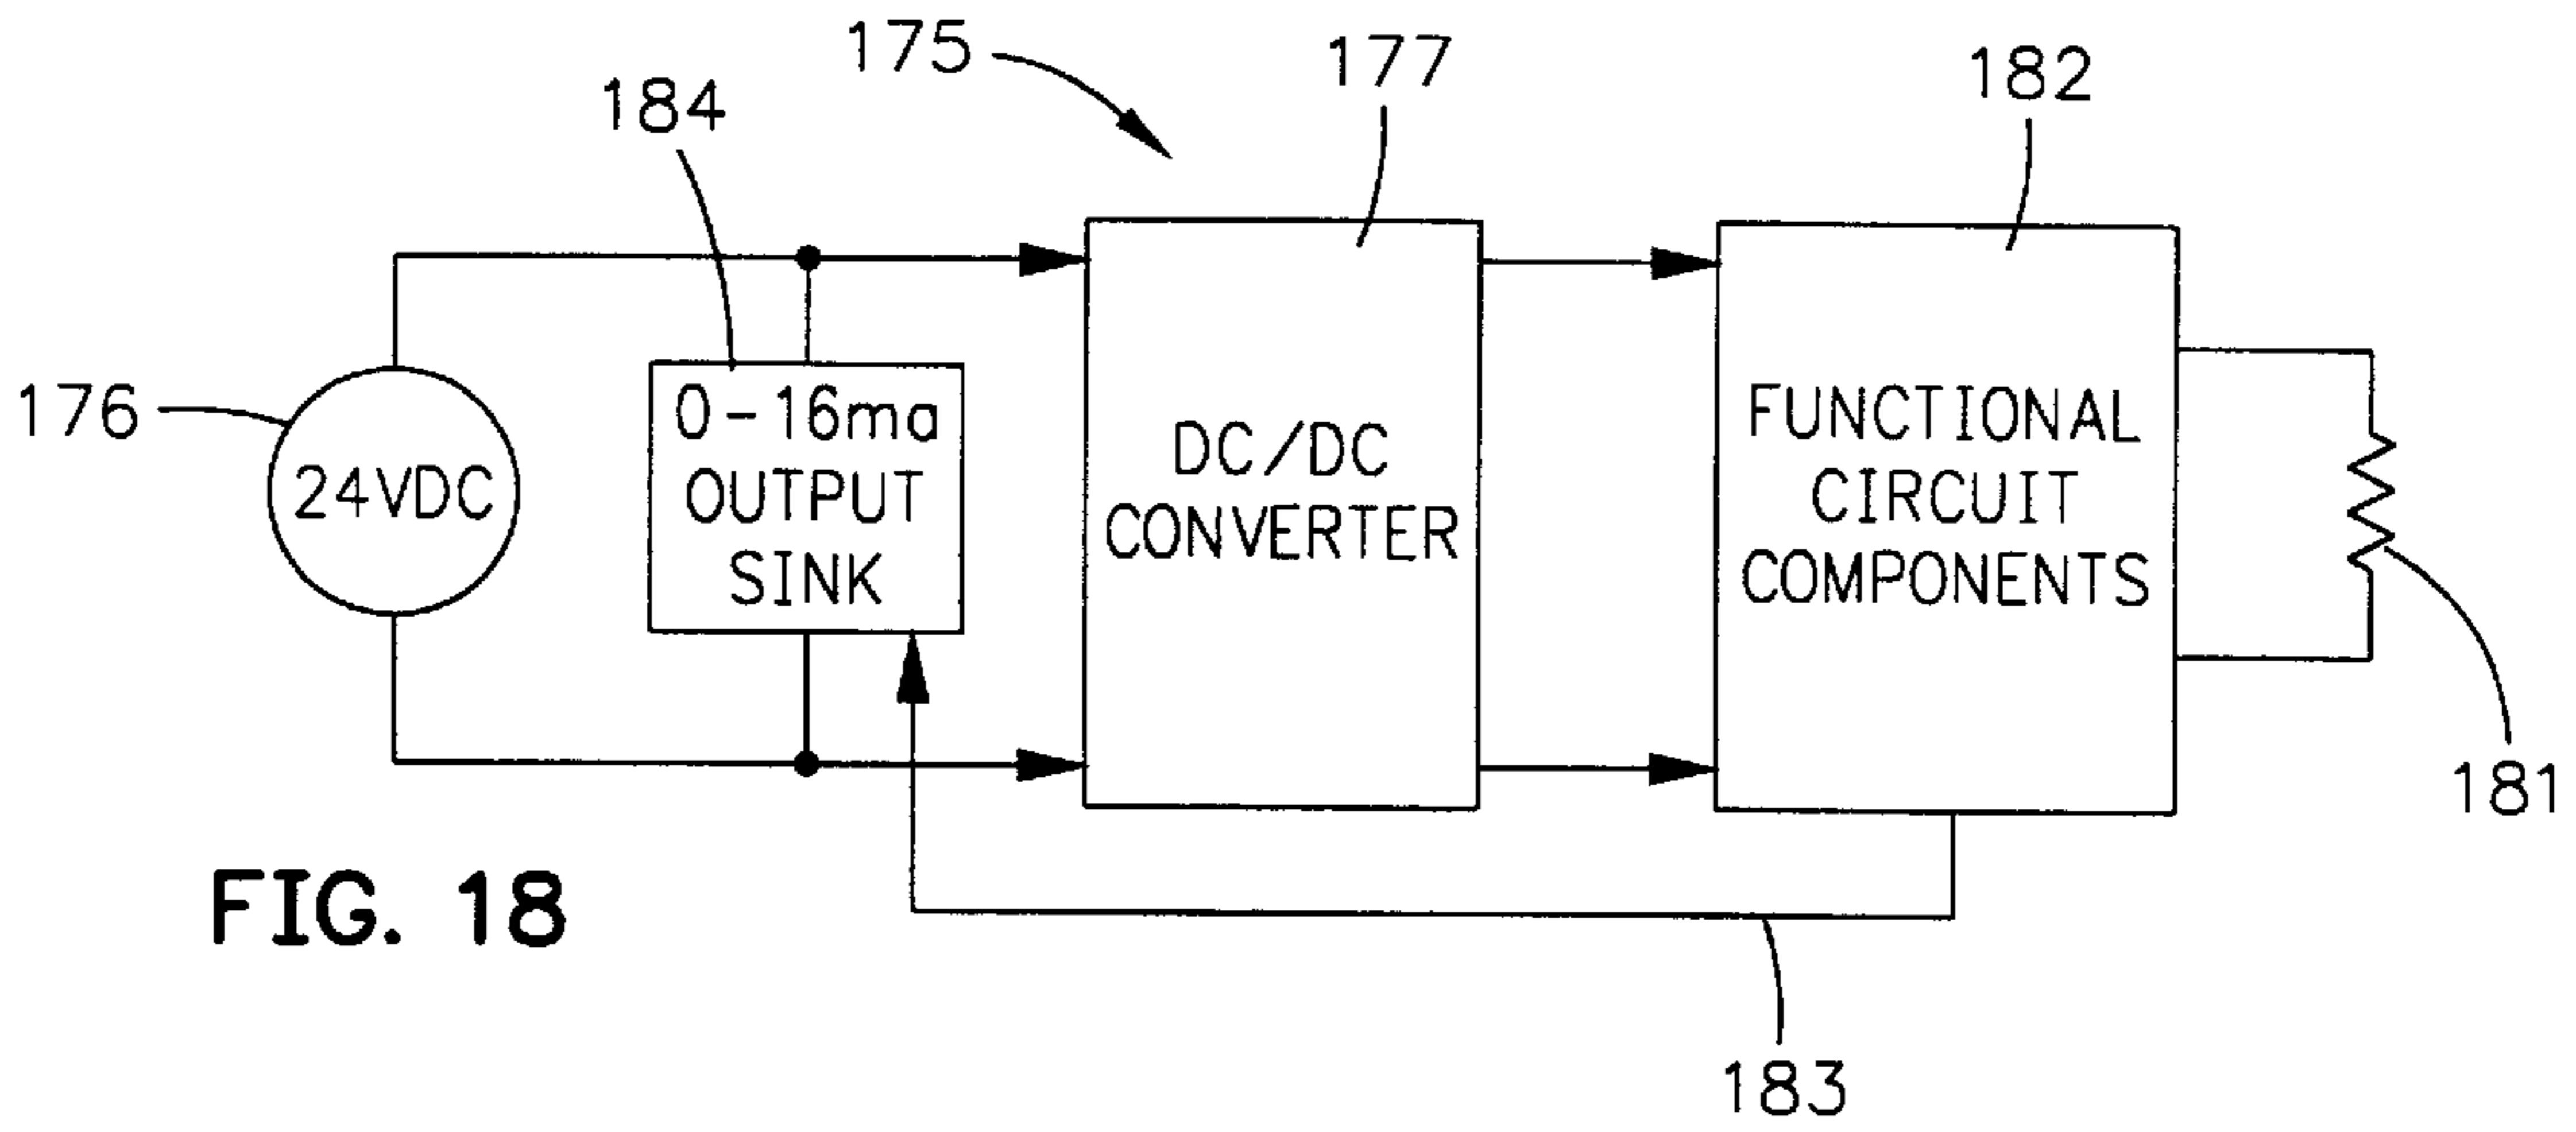 175
177
182
184
176
24VDC
0-16ma
OUTPUT
SINK
DC/DC
CONVERTER
FUNCTIONAL
CIRCUIT
COMPONENTS
181
183
FIG. 18